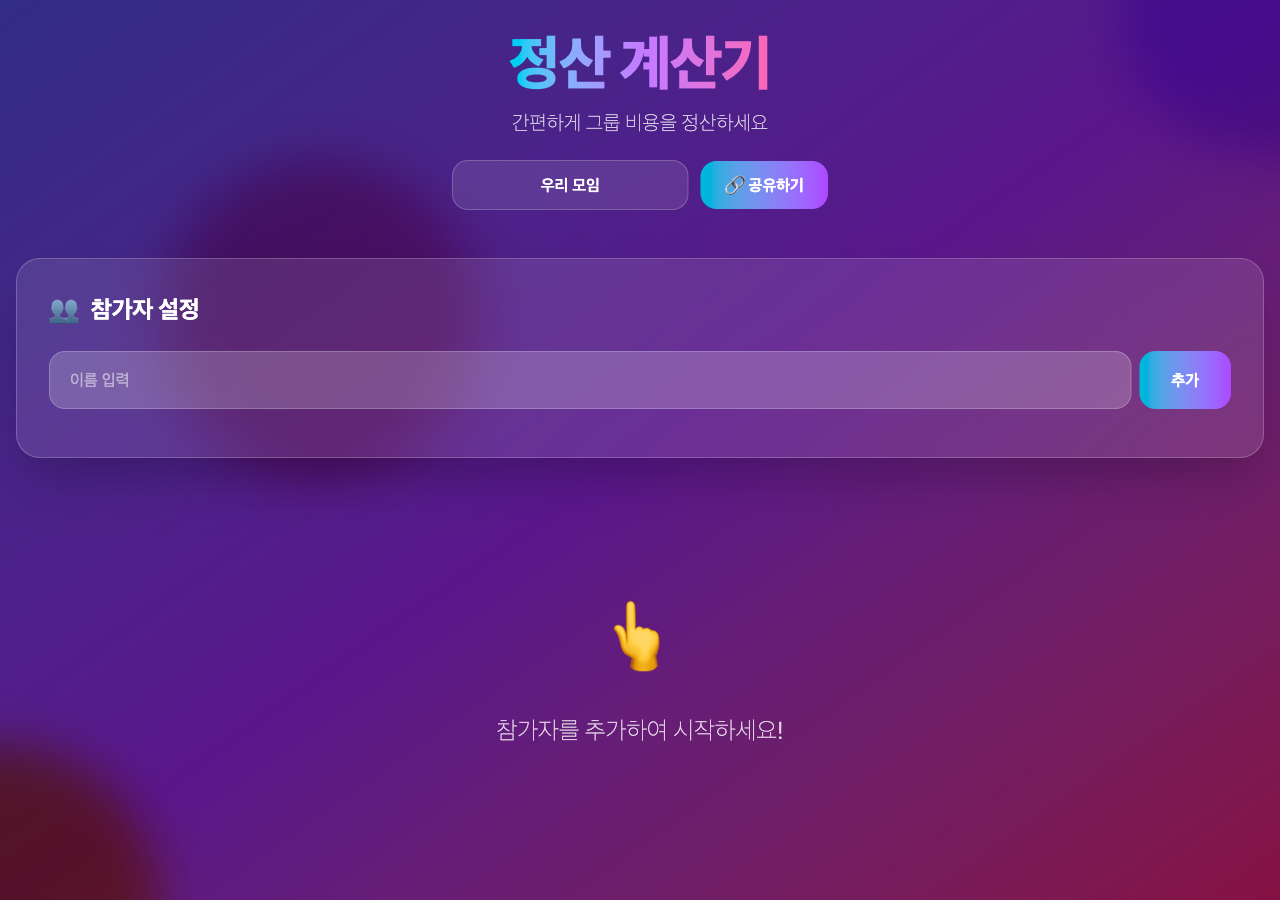 정산 계산기
간편하게 그룹 비용을 정산하세요
우리 모임
🔗 공유하기
👥 참가자 설정
이름 입력
추가
👆
참가자를 추가하여 시작하세요!